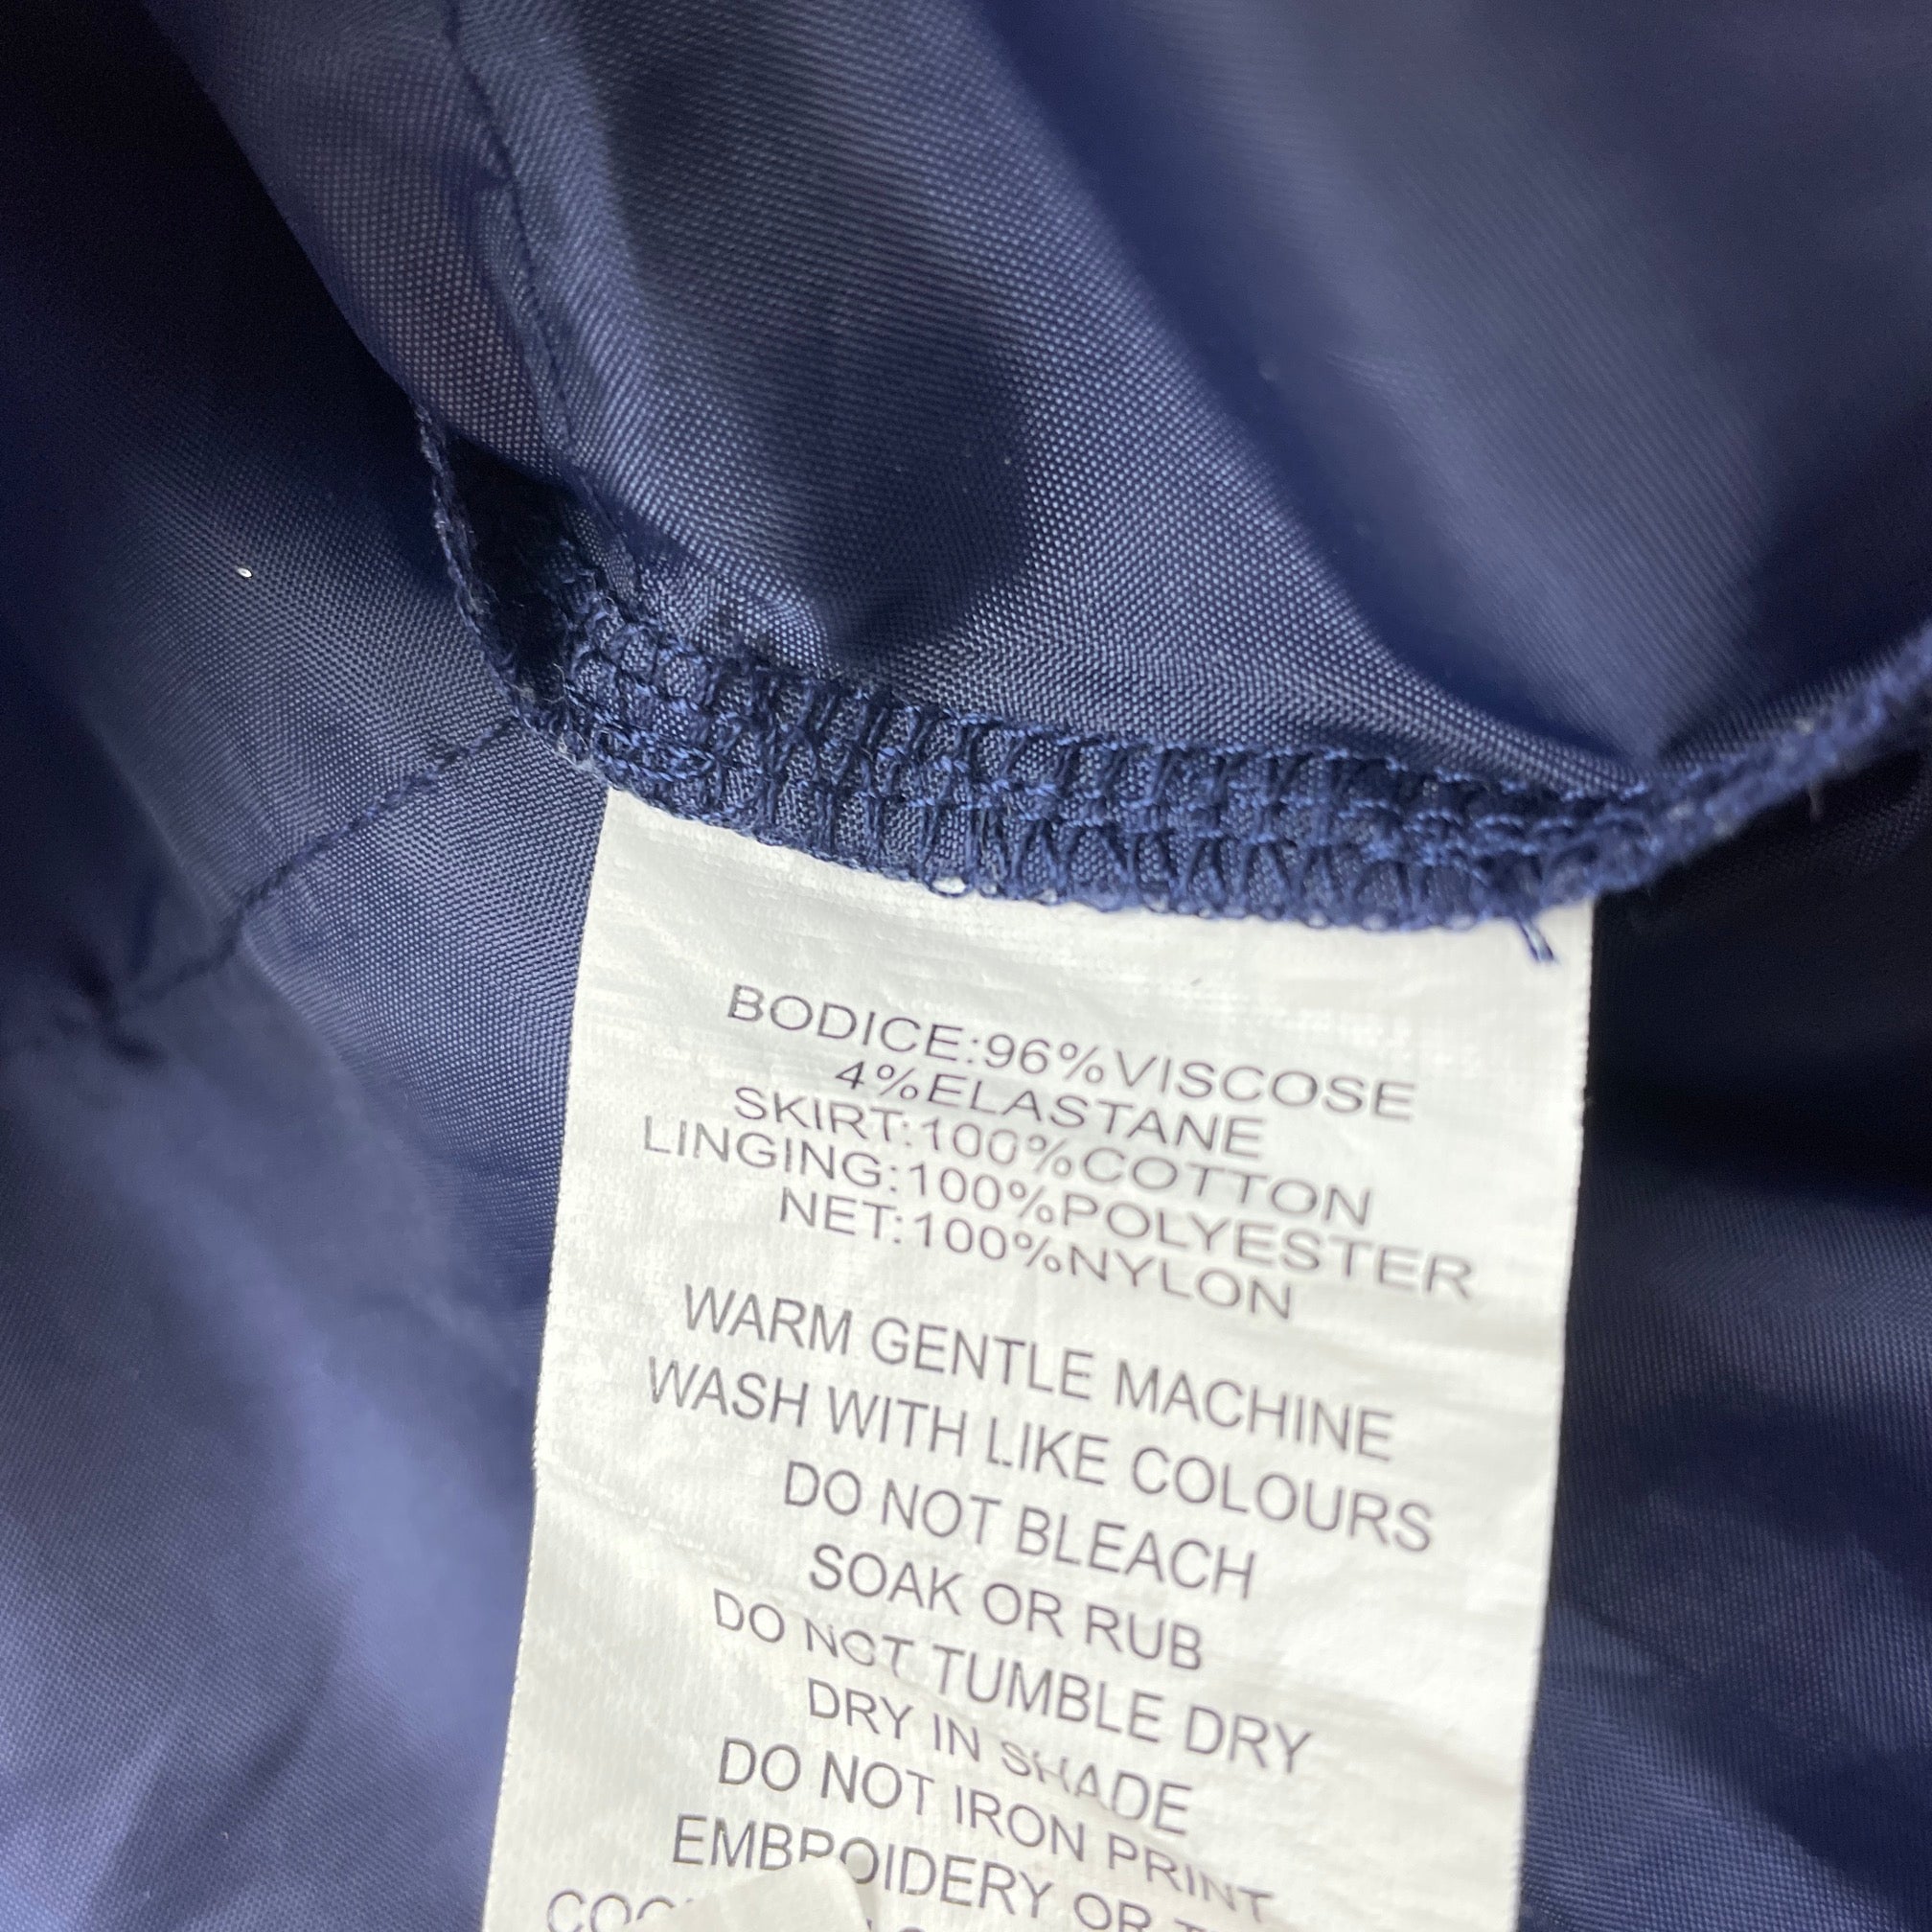 BODICE:96%VISCOSE
4%ELASTANE
SKIRT:100%COTTON
LINGING:100%POLYESTER
NET:100%NYLON
WARM GENTLE MACHINE
WASH WITH LIKE COLOURS
DO NOT BLEACH
SOAK OR RUB
DO NOT TUMBLE DRY
DRY IN SHADE
DO NOT IRON PRINT
EMBROIDERY OR